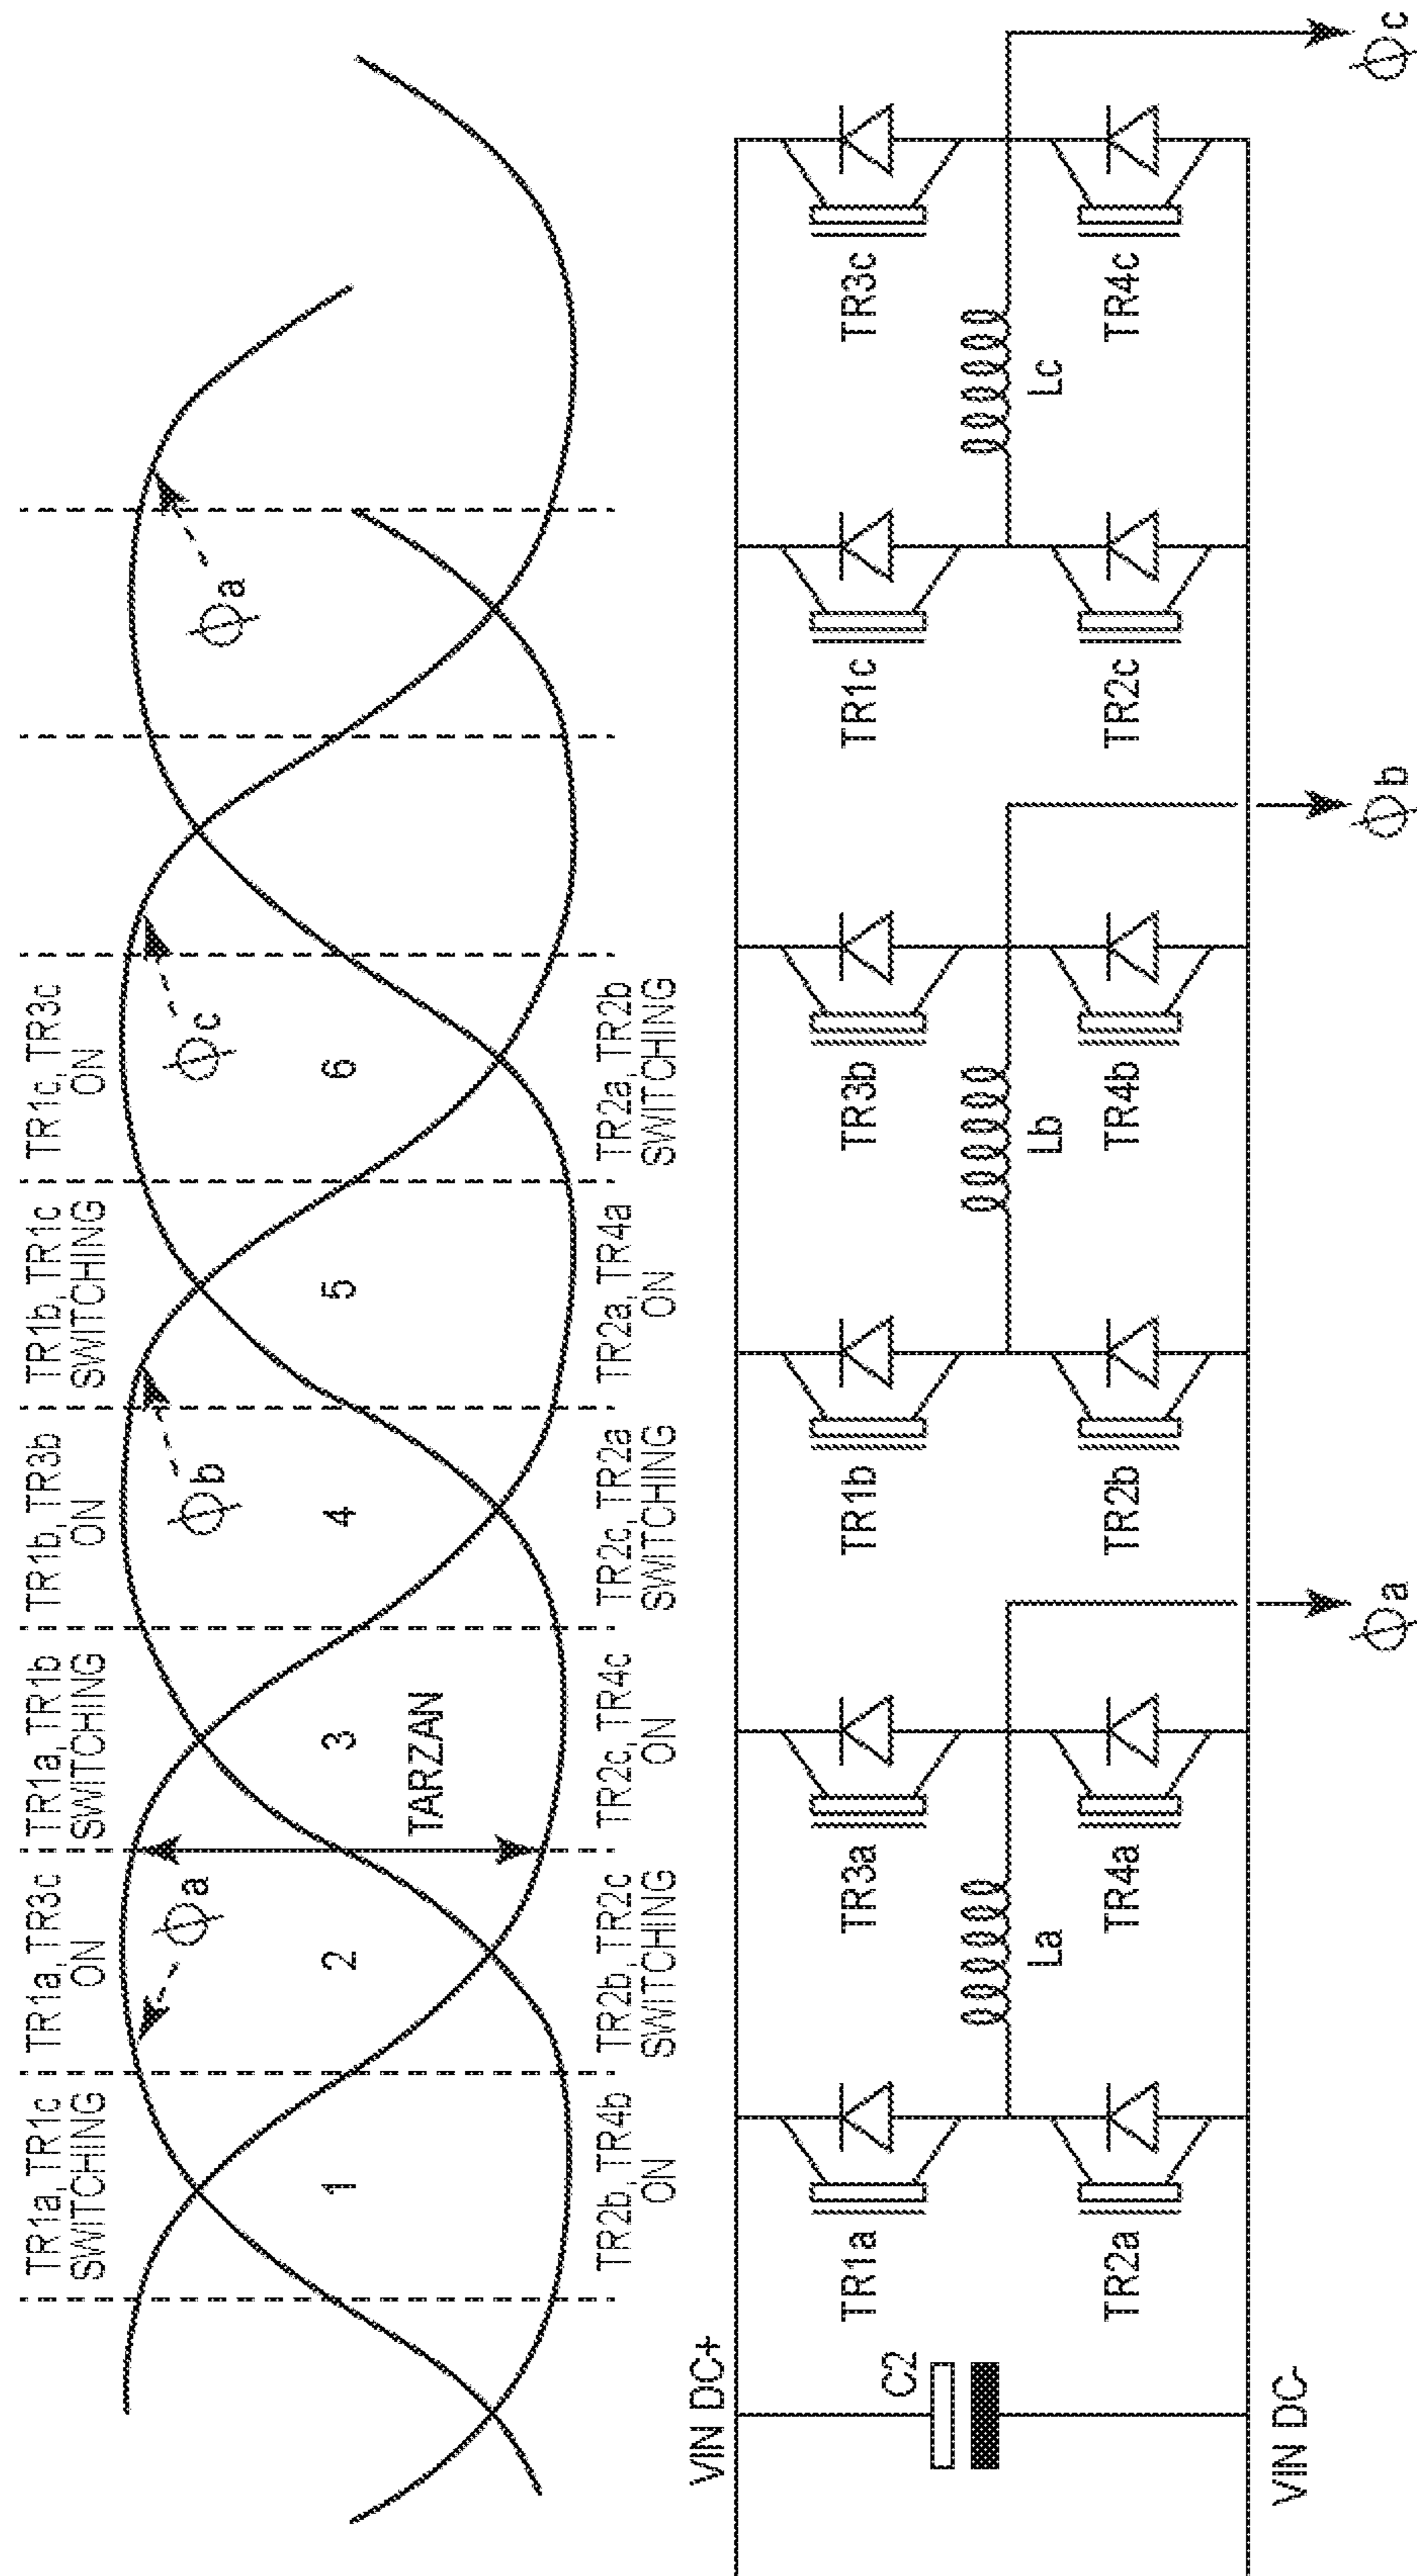 TR1a, TR1c
SWITCHING
TR1a, TR3c
ON
TR1a, TR1b
SWITCHING
TR1b, TR3b
ON
TR1b, TR1c
SWITCHING
TR1c, TR3c
ON
Φa
Φb
Φc
Φa
1
2
3
4
5
6
TARZAN
TR2b, TR4b
ON
TR2b, TR2c
SWITCHING
TR2c, TR4c
ON
TR2c, TR2a
SWITCHING
TR2a, TR4a
ON
TR2a, TR2b
SWITCHING
VIN DC+
C2
TR1a
TR3a
TR1b
TR3b
TR1c
TR3c
La
Lb
Lc
TR2a
TR4a
TR2b
TR4b
TR2c
TR4c
VIN DC-
Φa
Φb
Φc